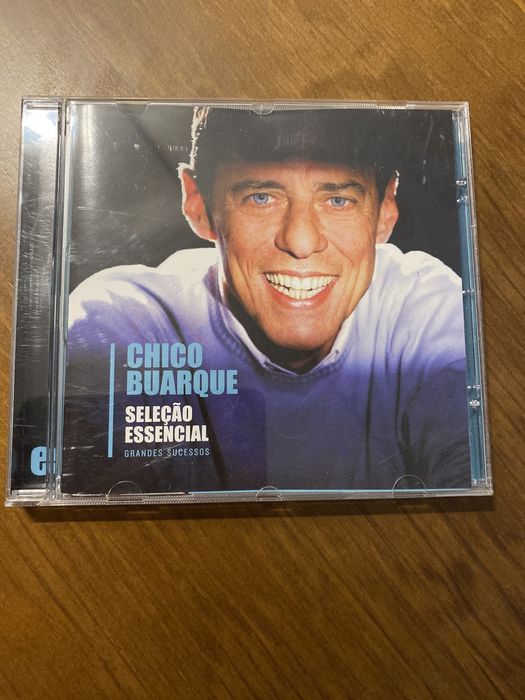 CHICO
BUARQUE
SELEÇÃO
ESSENCIAL
GRANDES SUCESSOS